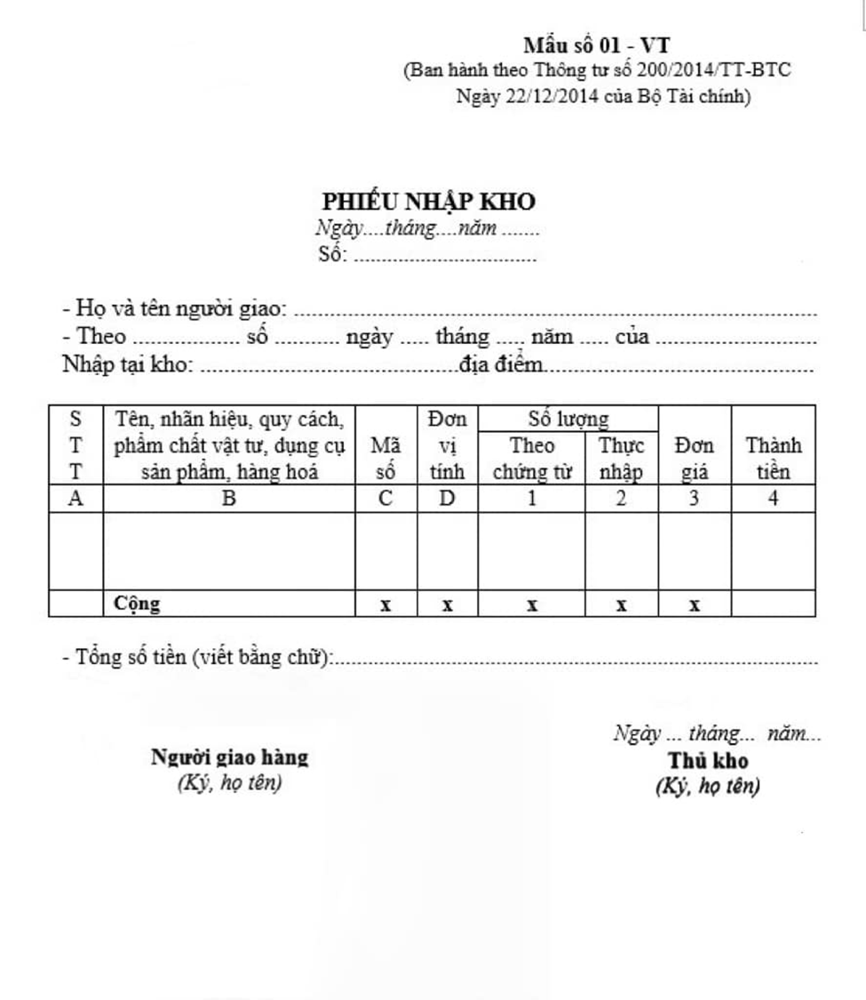 Mẫu số 01 - VT
(Ban hành theo Thông tư số 200/2014/TT-BTC
Ngày 22/12/2014 của Bộ Tài chính)
PHIẾU NHẬP KHO
Ngày....tháng....năm .......
Số: .................................
- Họ và tên người giao: ...............................................................................................
- Theo ................... số ........... ngày ..... tháng ..... năm ..... của .............................
Nhập tại kho: ..............................................địa điểm.................................................
S T T
Tên, nhãn hiệu, quy cách,
phẩm chất vật tư, dụng cụ
sản phẩm, hàng hoá
Mã
số
Đơn
vị
tính
Số lượng
Theo
chứng từ
Thực
nhập
Đơn
giá
Thành
tiền
A B C D 1 2 3 4
Cộng x x x x x
- Tổng số tiền (viết bằng chữ):.......................................................................................
Ngày ... tháng... năm...
Người giao hàng
(Ký, họ tên)
Thủ kho
(Ký, họ tên)